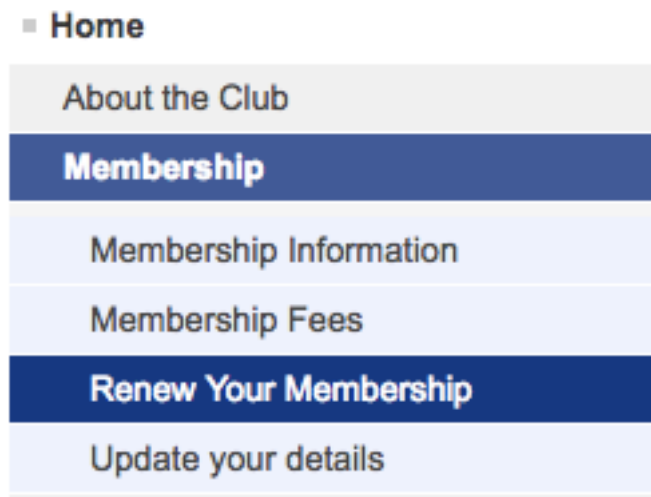 Home
About the Club
Membership
Membership Information
Membership Fees
Renew Your Membership
Update your details